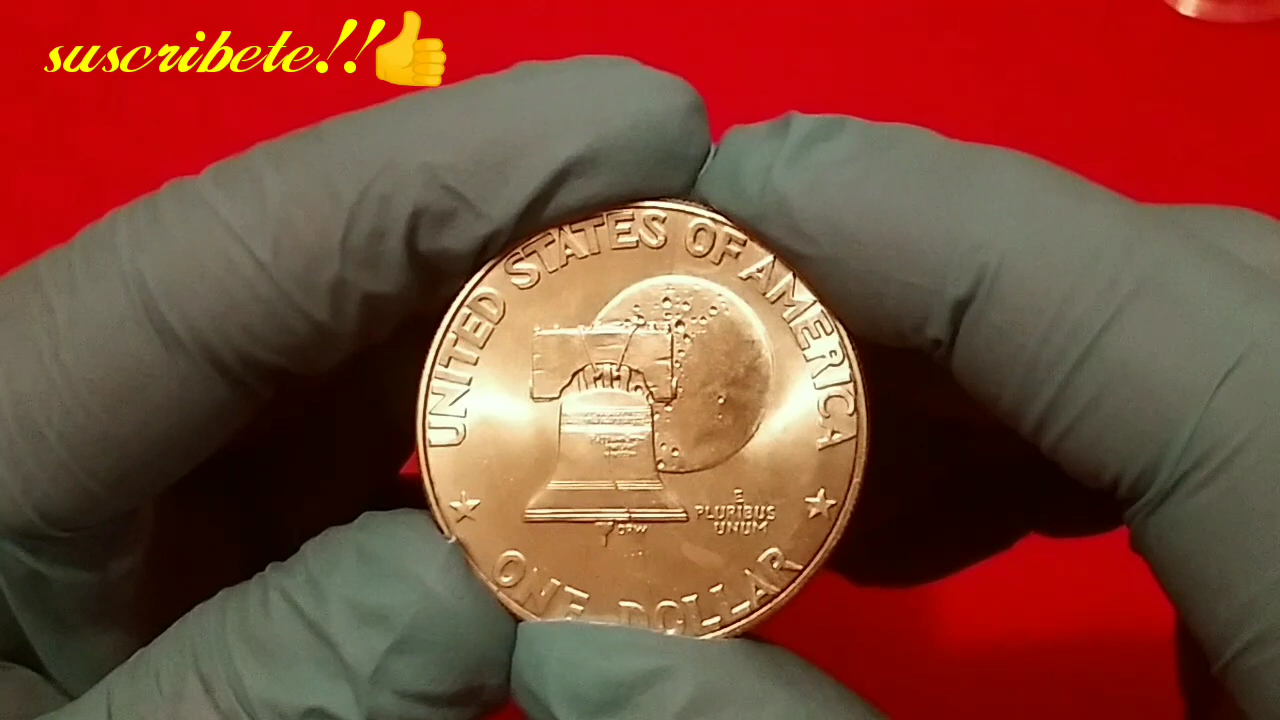 suscribete!!👍
UNITED STATES OF AMERICA
E
PLURIBUS
UNUM
ONE DOLLAR